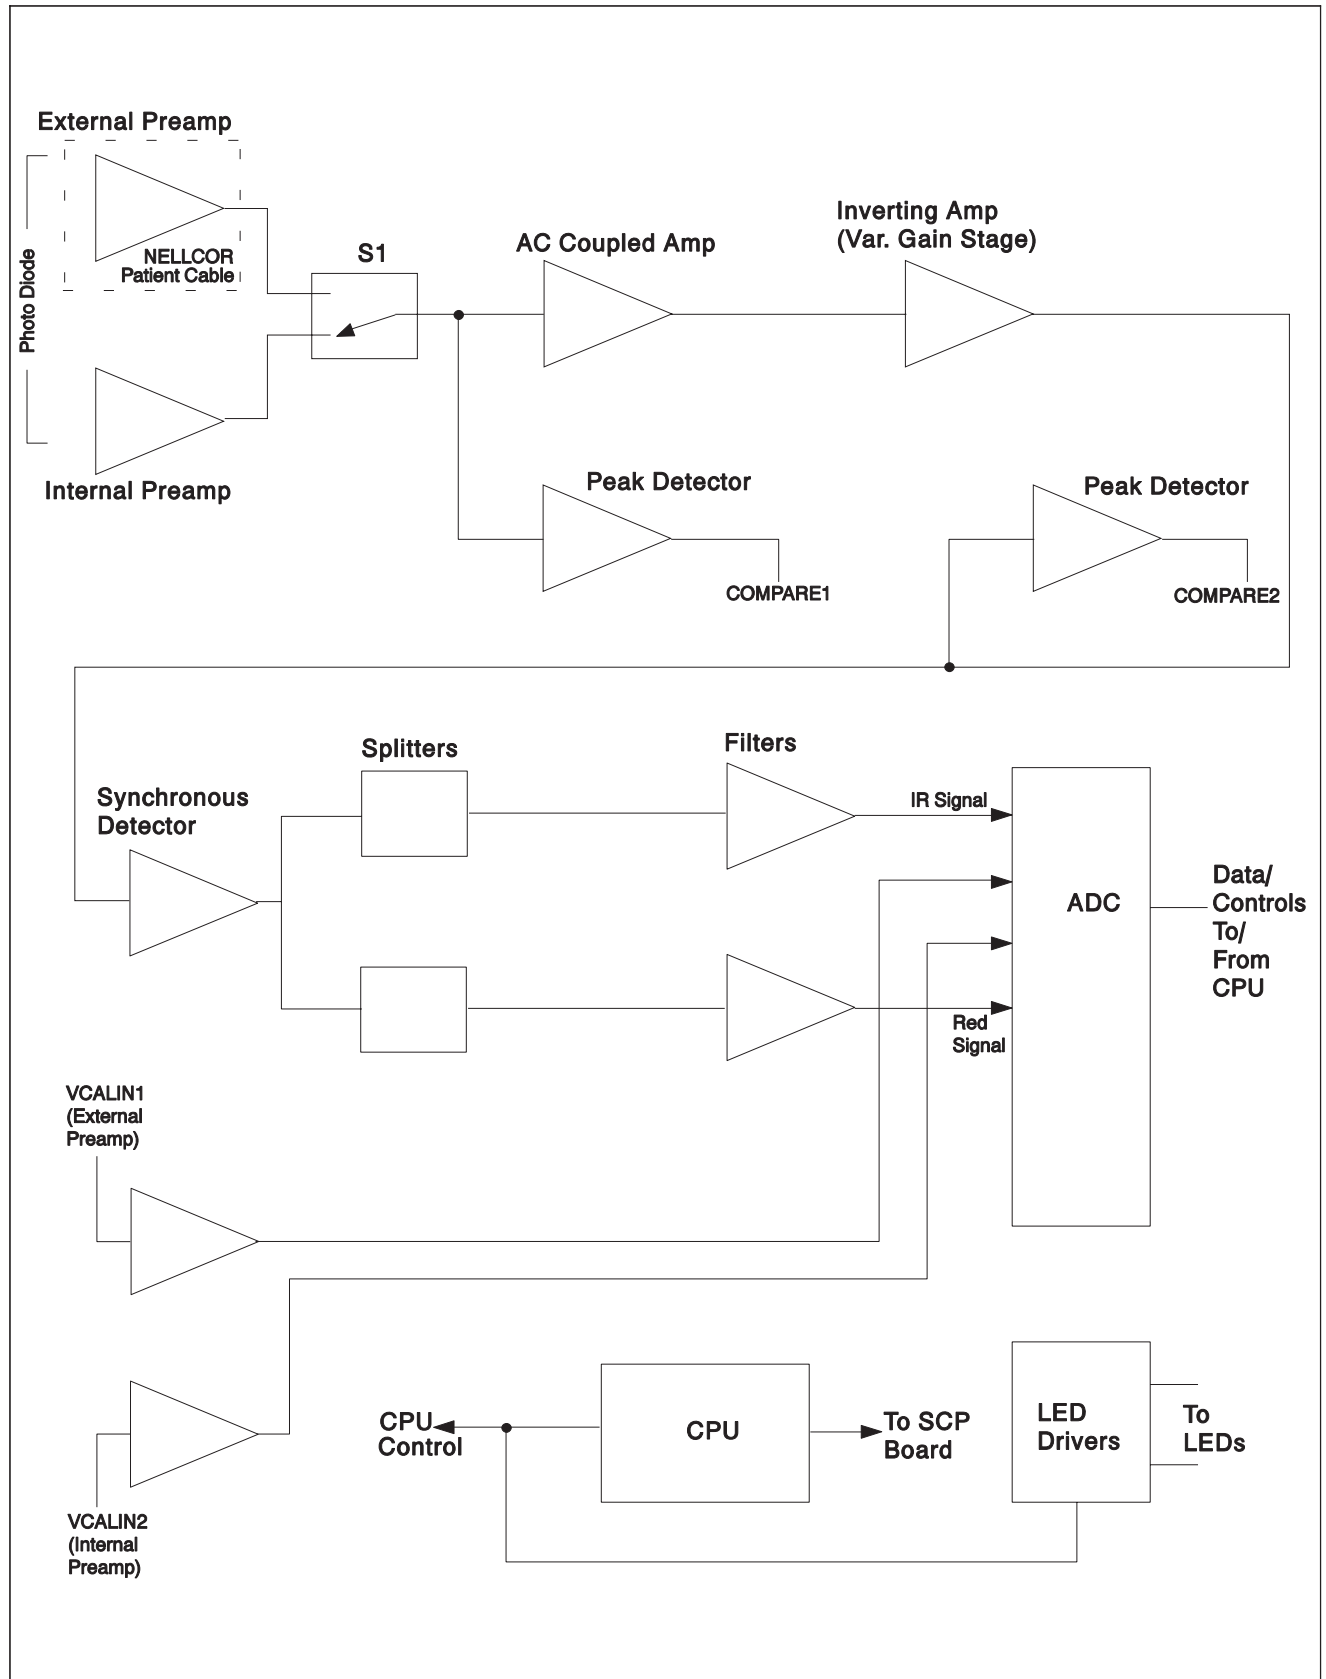 External Preamp
Photo Diode
NELLCOR
Patient Cable
S1
AC Coupled Amp
Inverting Amp
(Var. Gain Stage)
Internal Preamp
Peak Detector
COMPARE1
Peak Detector
COMPARE2
Synchronous
Detector
Splitters
Filters
IR Signal
Red
Signal
ADC
Data/
Controls
To/
From
CPU
VCALIN1
(External
Preamp)
VCALIN2
(Internal
Preamp)
CPU
Control
CPU
To SCP
Board
LED
Drivers
To
LEDs